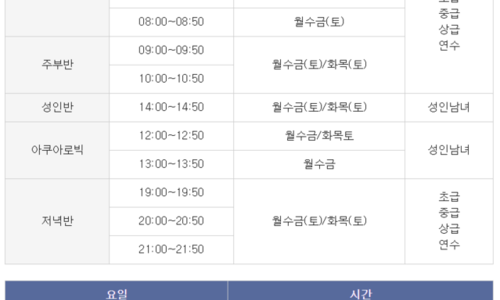 중급
상급
연수
08:00~08:50 월수금(토)
주부반
09:00~09:50
10:00~10:50
월수금(토)/화목(토)
성인반 14:00~14:50 월수금(토)/화목(토) 성인남녀
아쿠아로빅
12:00~12:50 월수금/화목토
13:00~13:50 월수금
성인남녀
저녁반
19:00~19:50
20:00~20:50
21:00~21:50
월수금(토)/화목(토)
초급
중급
상급
연수
요일 시간